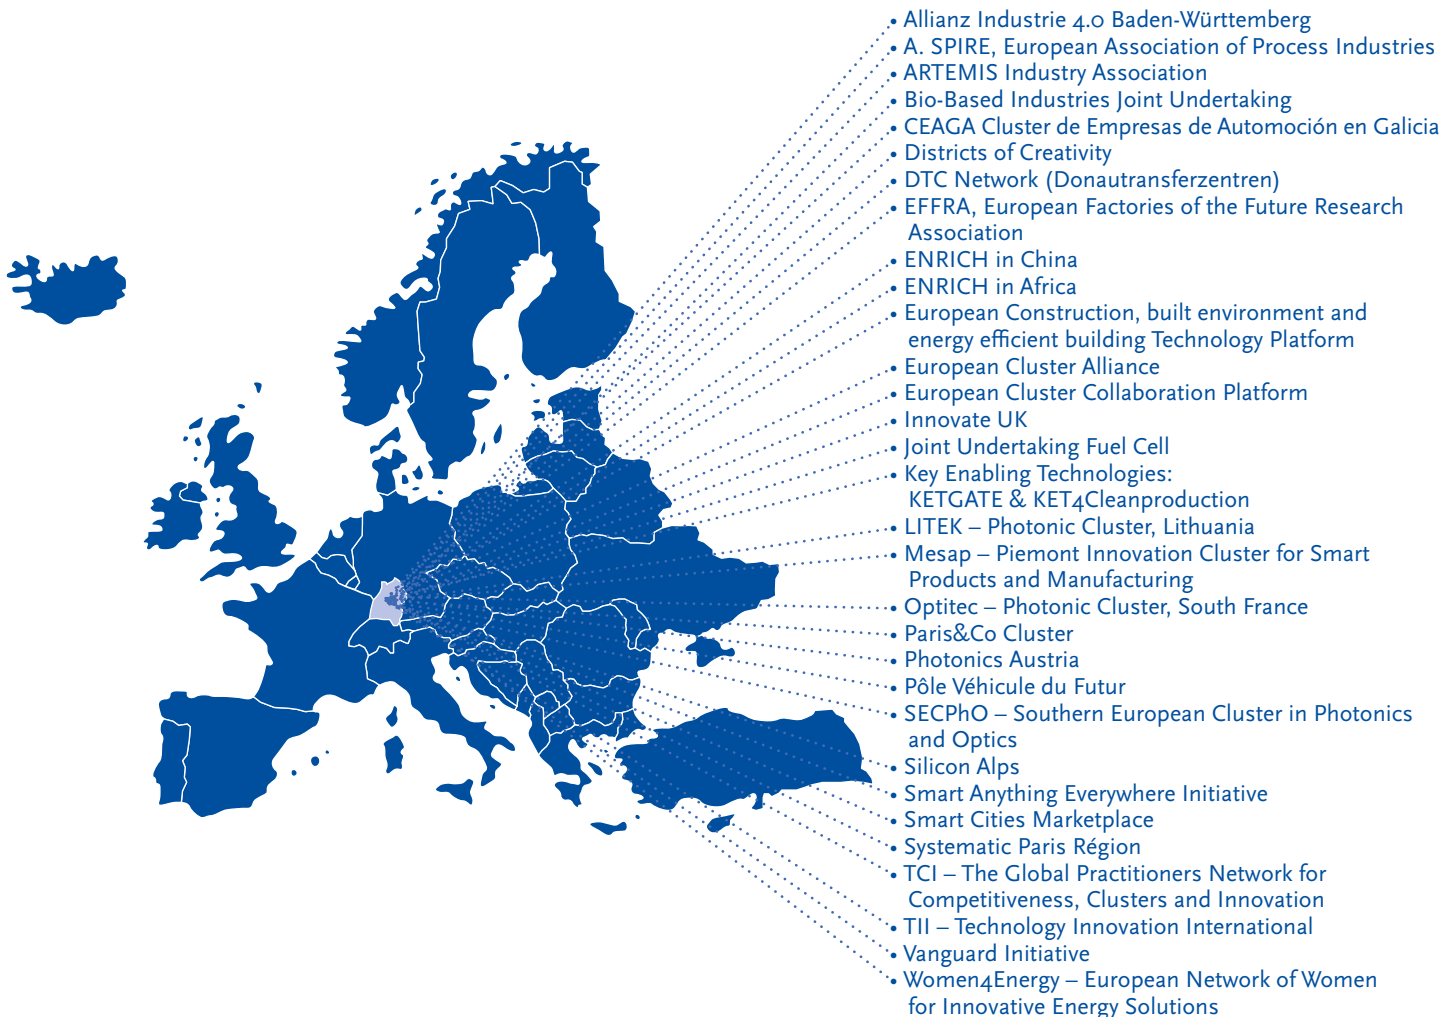 • Allianz Industrie 4.0 Baden-Württemberg
• A. SPIRE, European Association of Process Industries
• ARTEMIS Industry Association
• Bio-Based Industries Joint Undertaking
• CEAGA Cluster de Empresas de Automoción en Galicia
• Districts of Creativity
• DTC Network (Donautransferzentren)
• EFFRA, European Factories of the Future Research
Association
• ENRICH in China
• ENRICH in Africa
• European Construction, built environment and
energy efficient building Technology Platform
• European Cluster Alliance
• European Cluster Collaboration Platform
• Innovate UK
• Joint Undertaking Fuel Cell
• Key Enabling Technologies:
KETGATE & KET4Cleanproduction
• LITEK – Photonic Cluster, Lithuania
• Mesap – Piemont Innovation Cluster for Smart
Products and Manufacturing
• Optitec – Photonic Cluster, South France
• Paris&Co Cluster
• Photonics Austria
• Pôle Véhicule du Futur
• SECPhO – Southern European Cluster in Photonics
and Optics
• Silicon Alps
• Smart Anything Everywhere Initiative
• Smart Cities Marketplace
• Systematic Paris Région
• TCI – The Global Practitioners Network for
Competitiveness, Clusters and Innovation
• TII – Technology Innovation International
• Vanguard Initiative
• Women4Energy – European Network of Women
for Innovative Energy Solutions